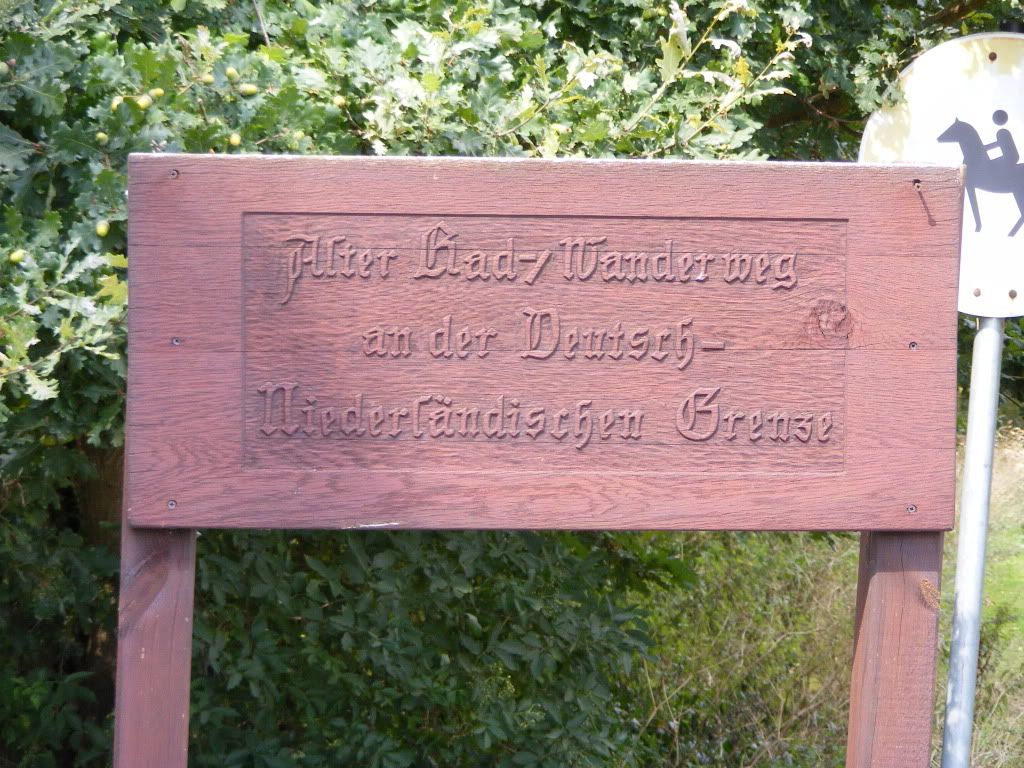 Alter Rad-/Wanderweg
an der Deutsch-
Niederländischen Grenze